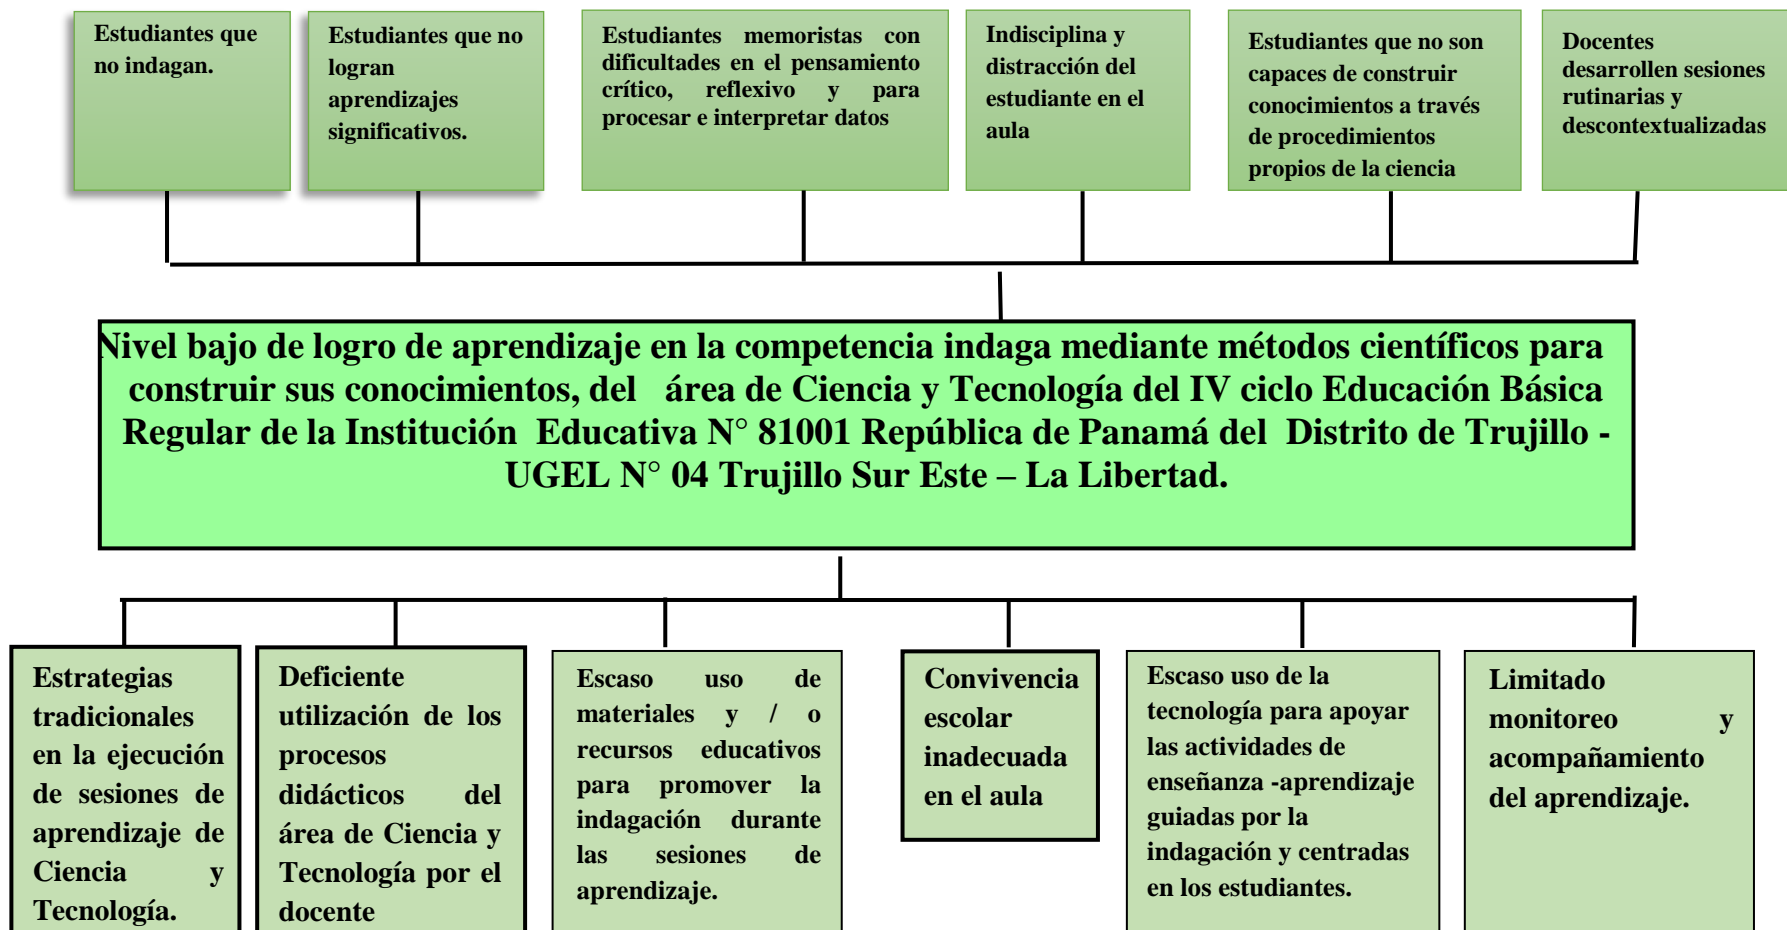 Estudiantes que
no indagan.
Estudiantes que no
logran
aprendizajes
significativos.
Estudiantes memoristas con
dificultades en el pensamiento
crítico, reflexivo y para
procesar e interpretar datos
Indisciplina y
distracción del
estudiante en el
aula
Estudiantes que no son
capaces de construir
conocimientos a través
de procedimientos
propios de la ciencia
Docentes
desarrollen sesiones
rutinarias y
descontextualizadas
Nivel bajo de logro de aprendizaje en la competencia indaga mediante métodos científicos para
construir sus conocimientos, del área de Ciencia y Tecnología del IV ciclo Educación Básica
Regular de la Institución Educativa N° 81001 República de Panamá del Distrito de Trujillo -
UGEL N° 04 Trujillo Sur Este – La Libertad.
Estrategias
tradicionales
en la ejecución
de sesiones de
aprendizaje de
Ciencia y
Tecnología.
Deficiente
utilización de los
procesos
didácticos del
área de Ciencia y
Tecnología por el
docente
Escaso uso de
materiales y / o
recursos educativos
para promover la
indagación durante
las sesiones de
aprendizaje.
Convivencia
escolar
inadecuada
en el aula
Escaso uso de la
tecnología para apoyar
las actividades de
enseñanza -aprendizaje
guiadas por la
indagación y centradas
en los estudiantes.
Limitado
monitoreo y
acompañamiento
del aprendizaje.